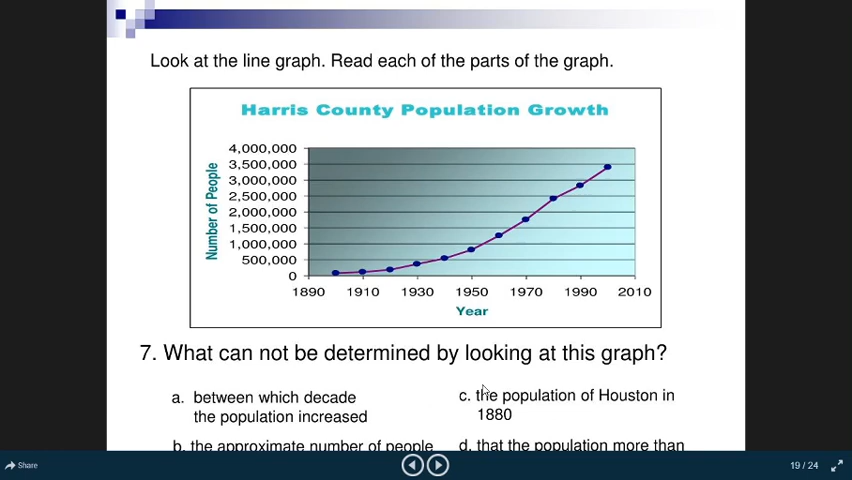 Look at the line graph. Read each of the parts of the graph.
Harris County Population Growth
Number of People
4,000,000
3,500,000
3,000,000
2,500,000
2,000,000
1,500,000
1,000,000
500,000
0
1890 1910 1930 1950 1970 1990 2010
Year
7. What can not be determined by looking at this graph?
a. between which decade
the population increased
c. the population of Houston in
1880
b. the approximate number of people
d. that the population more than
Share
19 / 24